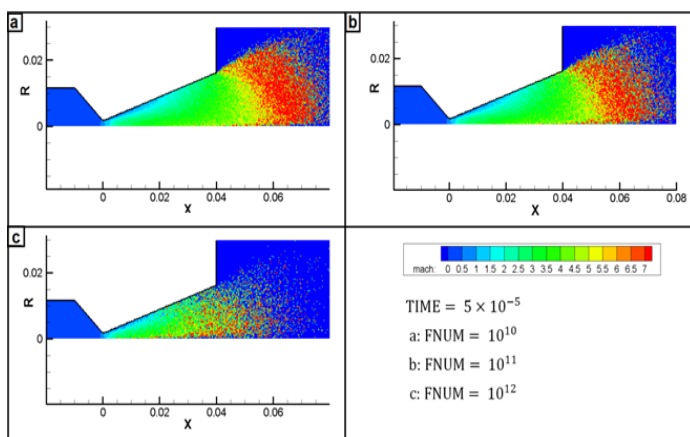 a
R
0.02
0
0
0.02
0.04
0.06
X
b
R
0.02
0
0
0.02
0.04
0.06
0.08
X
c
R
0.02
0
0
0.02
0.04
0.06
X
mach: 0 0.5 1 1.5 2 2.5 3 3.5 4 4.5 5 5.5 6 6.5 7
TIME = 5 × 10⁻⁵
a: FNUM = 10¹⁰
b: FNUM = 10¹¹
c: FNUM = 10¹²